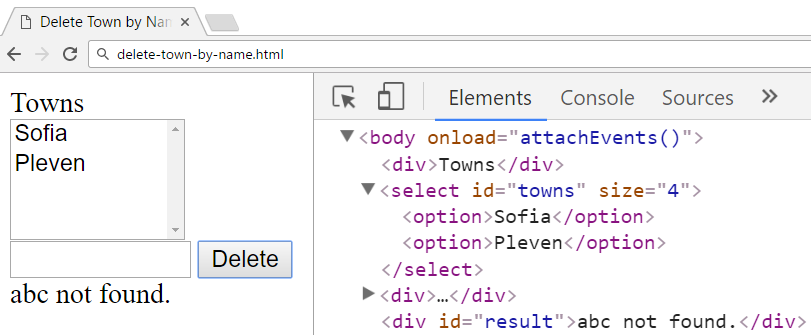 Delete Town by Nam
delete-town-by-name.html
Towns
Sofia
Pleven
Delete
abc not found.
Elements Console Sources »
▼<body onload="attachEvents()">
<div>Towns</div>
▼<select id="towns" size="4">
<option>Sofia</option>
<option>Pleven</option>
</select>
▶<div>…</div>
<div id="result">abc not found.</div>